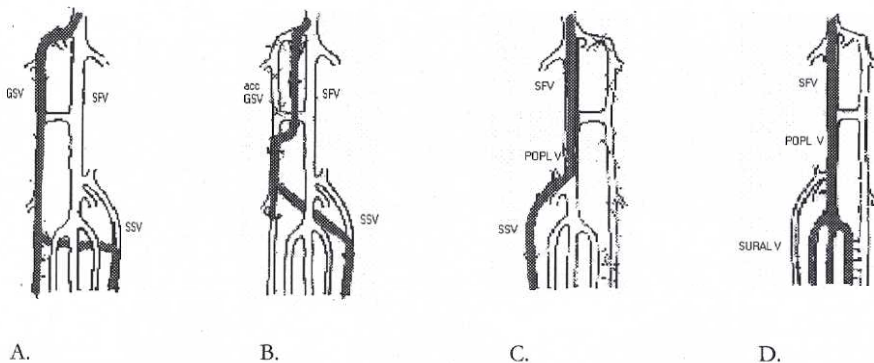 GSV
SFV
SSV
A.
acc
GSV
SFV
SSV
B.
SFV
POPL V
SSV
C.
SFV
POPL V
SURAL V
D.